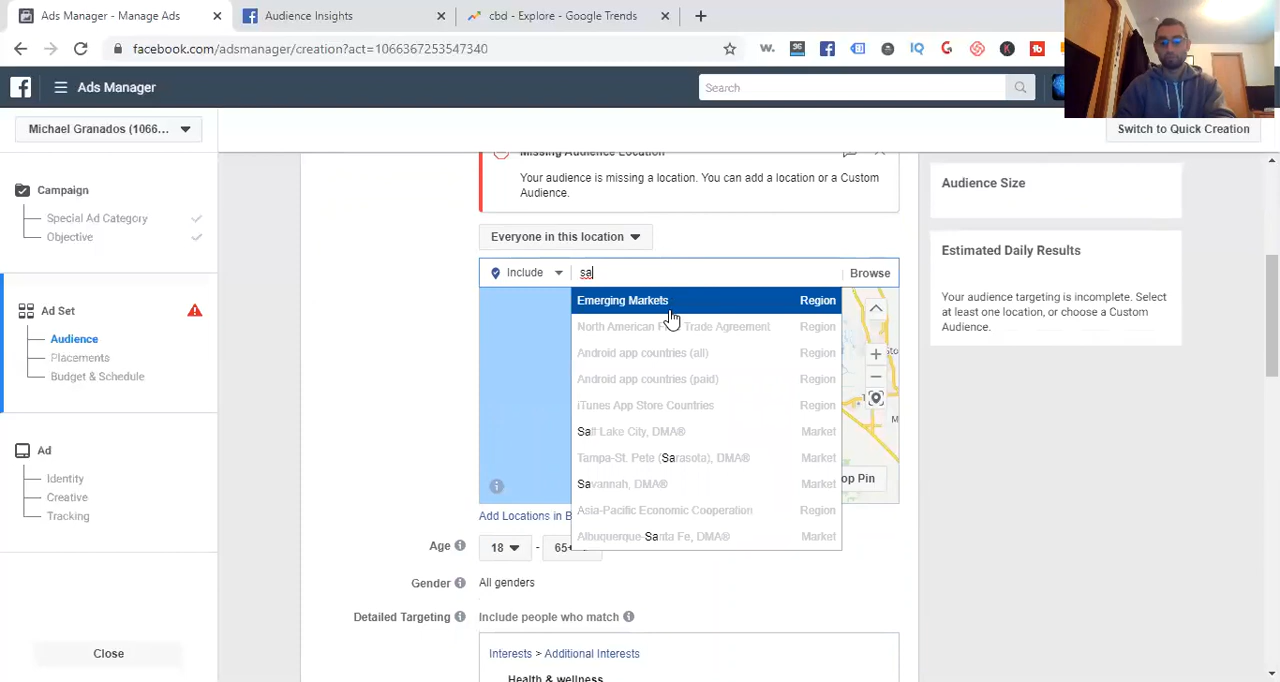 Ads Manager - Manage Ads
Audience Insights
cbd - Explore - Google Trends
facebook.com/adsmanager/creation?act=1066367253547340
Ads Manager
Search
Michael Granados (1066...
Switch to Quick Creation
Campaign
Special Ad Category
Objective
Ad Set
Audience
Placements
Budget & Schedule
Ad
Identity
Creative
Tracking
Close
Missing Audience Location
Your audience is missing a location. You can add a location or a Custom
Audience.
Everyone in this location
Include
sa
Browse
Emerging Markets Region
North American Free Trade Agreement Region
Android app countries (all) Region
Android app countries (paid) Region
iTunes App Store Countries Region
Salt Lake City, DMA® Market
Tampa-St. Pete (Sarasota), DMA® Market
Savannah, DMA® Market
Asia-Pacific Economic Cooperation Region
Albuquerque-Santa Fe, DMA® Market
op Pin
Add Locations in B
Age 18 - 65+
Gender All genders
Detailed Targeting Include people who match
Interests > Additional Interests
Health & wellness
Audience Size
Estimated Daily Results
Your audience targeting is incomplete. Select
at least one location, or choose a Custom
Audience.